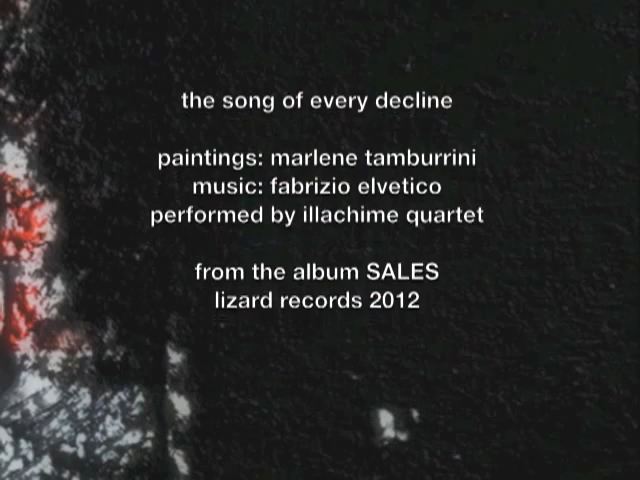 the song of every decline
paintings: marlene tamburrini
music: fabrizio elvetico
performed by illachime quartet
from the album SALES
lizard records 2012